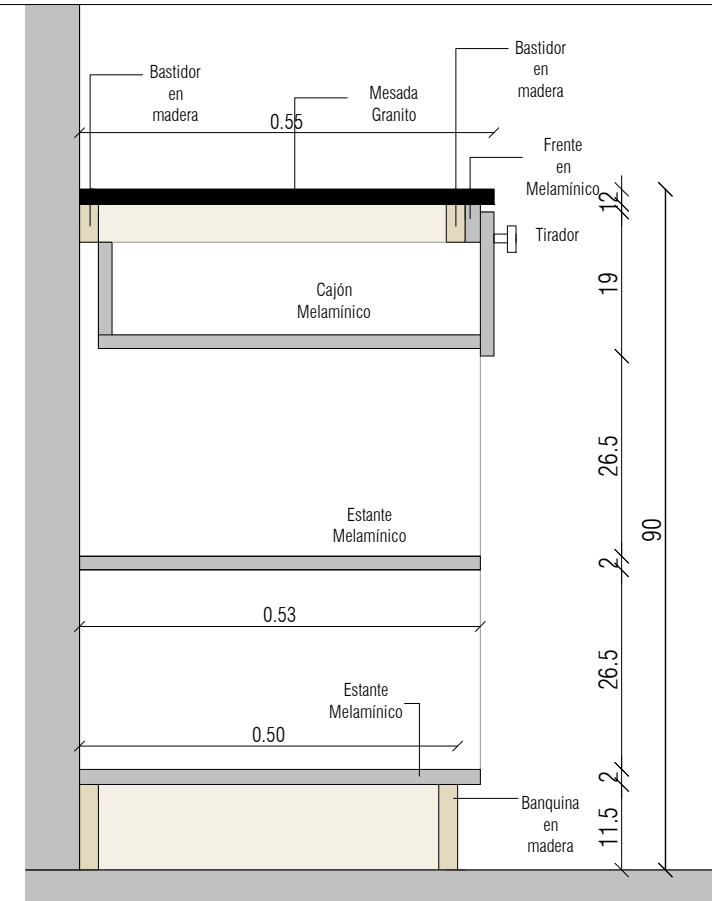 Bastidor
en
madera
Mesada
Granito
Bastidor
en
madera
0.55
Frente
en
Melamínico
12
Tirador
Cajón
Melamínico
19
26.5
90
Estante
Melamínico
2
0.53
26.5
Estante
Melamínico
0.50
2
Banquina
en
madera
11.5